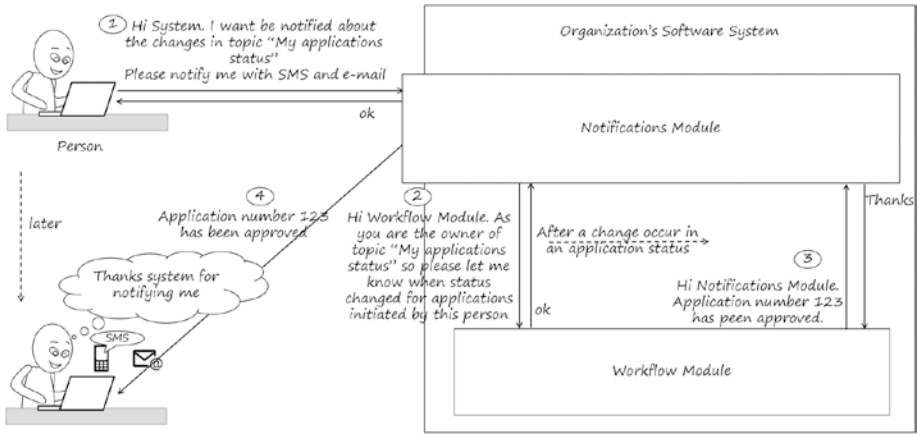 1
Hi System. I want be notified about
the changes in topic "My applications
status"
Please notify me with SMS and e-mail
ok
Person
later
Organization's Software System
Notifications Module
4
Application number 123
has been approved
Thanks system for
notifying me
SMS
@
2
Hi Workflow Module. As
you are the owner of
topic "My applications
status" so please let me
know when status
changed for applications
initiated by this person
ok
After a change occur in
an application status
3
Hi Notifications Module.
Application number 123
has peen approved.
Thanks
Workflow Module